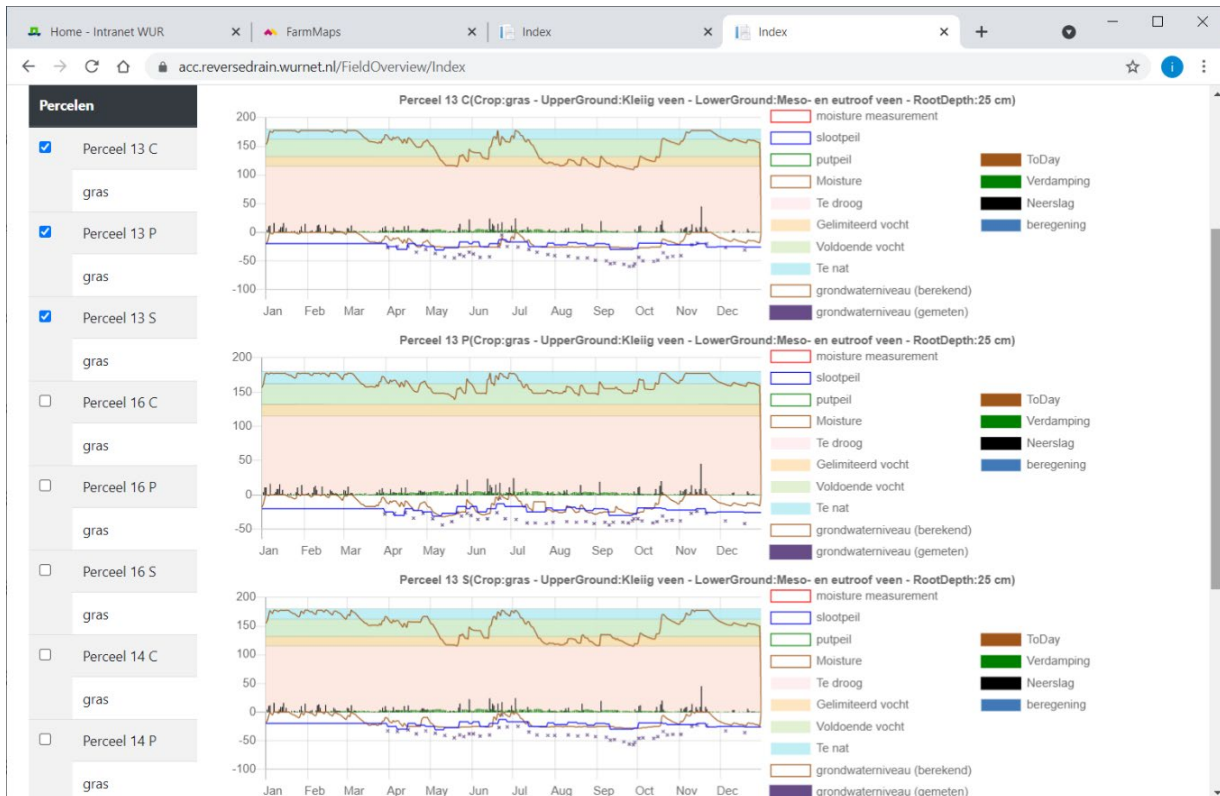 Home - Intranet WUR
FarmMaps
Index
Index
acc.reversedrain.wurnet.nl/FieldOverview/Index
i
Percelen
Perceel 13 C
gras
Perceel 13 P
gras
Perceel 13 S
gras
Perceel 16 C
gras
Perceel 16 P
gras
Perceel 16 S
gras
Perceel 14 C
gras
Perceel 14 P
gras
Perceel 13 C(Crop:gras - UpperGround:Kleiig veen - LowerGround:Meso- en eutroof veen - RootDepth:25 cm)
200
150
100
50
0
-50
-100
Jan Feb Mar Apr May Jun Jul Aug Sep Oct Nov Dec
moisture measurement
slootpeil
putpeil
Moisture
Te droog
Gelimiteerd vocht
Voldoende vocht
Te nat
grondwaterniveau (berekend)
grondwaterniveau (gemeten)
ToDay
Verdamping
Neerslag
beregening
Perceel 13 P(Crop:gras - UpperGround:Kleiig veen - LowerGround:Meso- en eutroof veen - RootDepth:25 cm)
200
150
100
50
0
-50
Jan Feb Mar Apr May Jun Jul Aug Sep Oct Nov Dec
moisture measurement
slootpeil
putpeil
Moisture
Te droog
Gelimiteerd vocht
Voldoende vocht
Te nat
grondwaterniveau (berekend)
grondwaterniveau (gemeten)
ToDay
Verdamping
Neerslag
beregening
Perceel 13 S(Crop:gras - UpperGround:Kleiig veen - LowerGround:Meso- en eutroof veen - RootDepth:25 cm)
200
150
100
50
0
-50
-100
Jan Feb Mar Apr May Jun Jul Aug Sep Oct Nov Dec
moisture measurement
slootpeil
putpeil
Moisture
Te droog
Gelimiteerd vocht
Voldoende vocht
Te nat
grondwaterniveau (berekend)
grondwaterniveau (gemeten)
ToDay
Verdamping
Neerslag
beregening